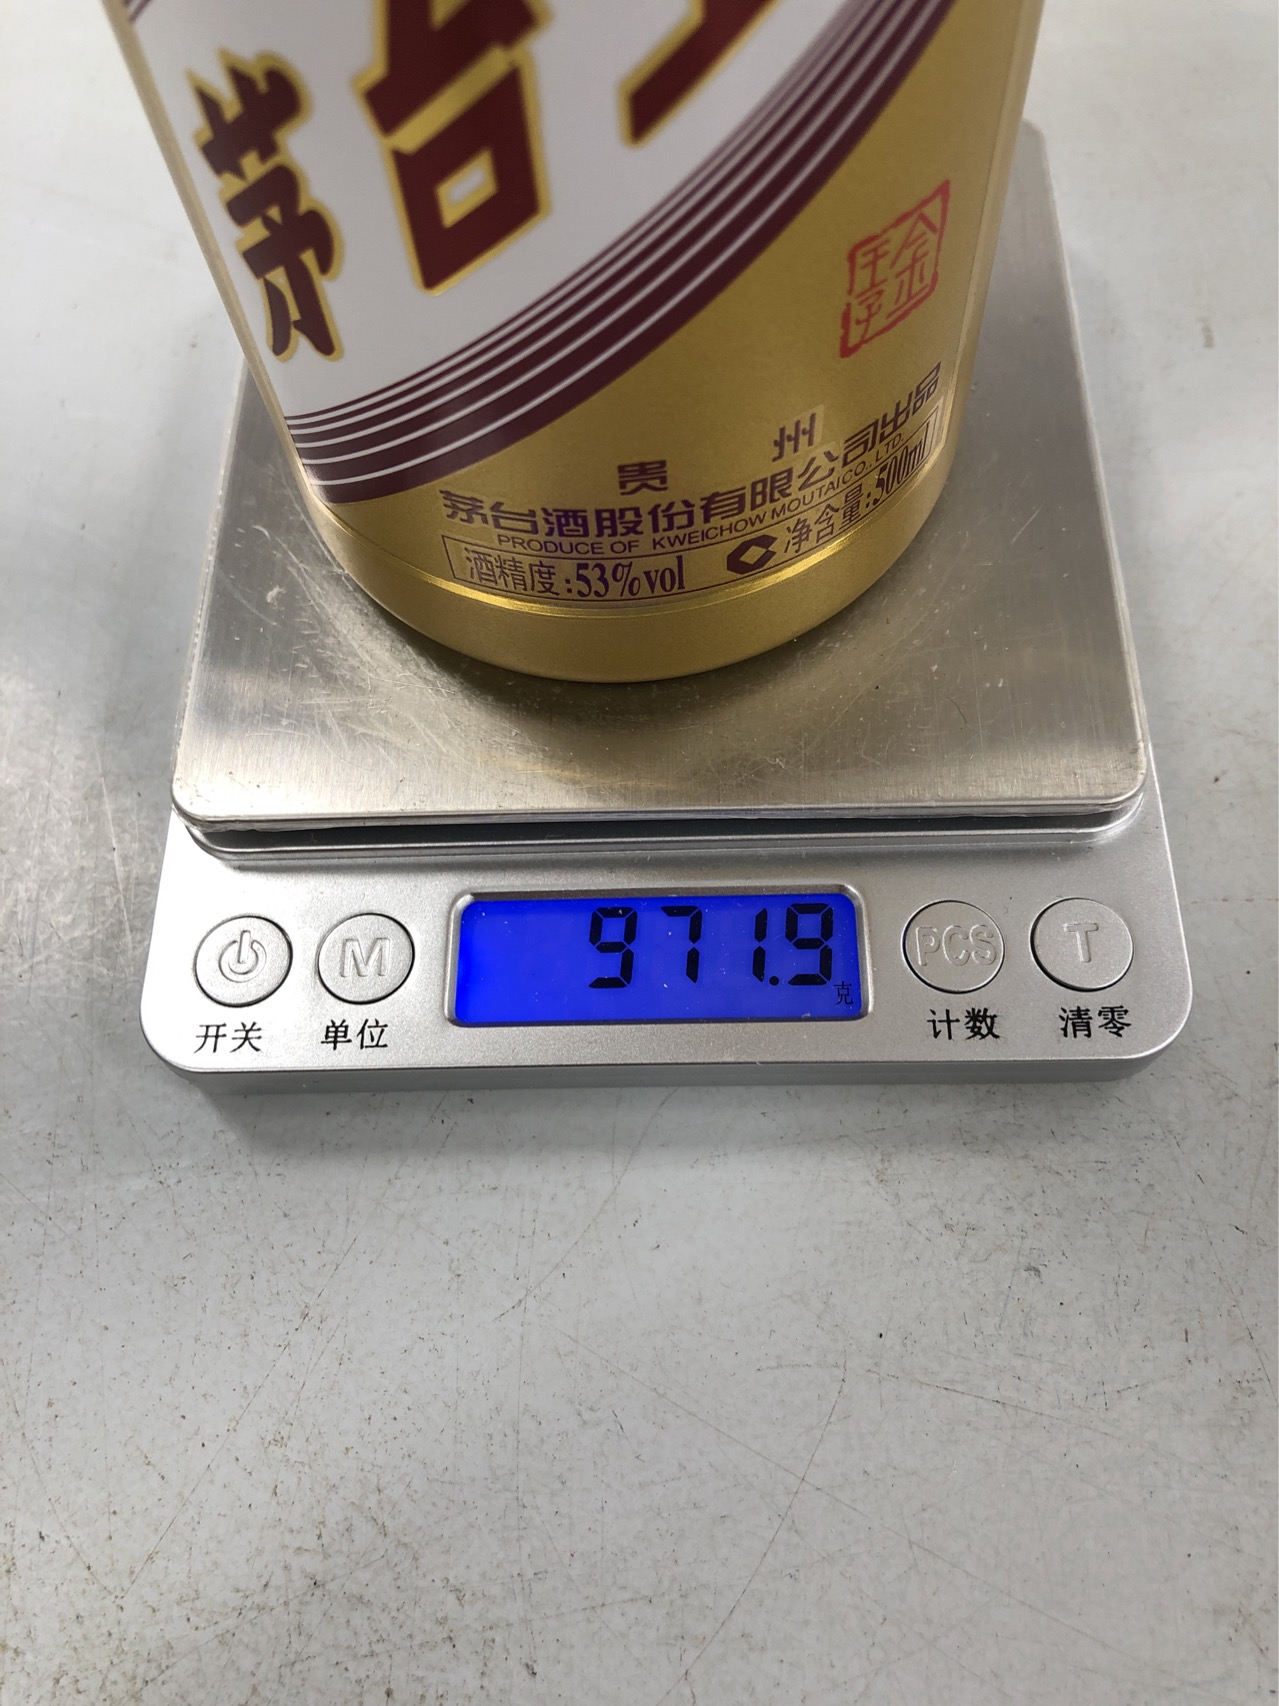 茅台
贵州
茅台酒股份有限公司出品
PRODUCE OF KWEICHOW MOUTAI CO., LTD.
酒精度:53%vol 净含量:500ml
971.9
克
M PCS T
开关 单位 计数 清零